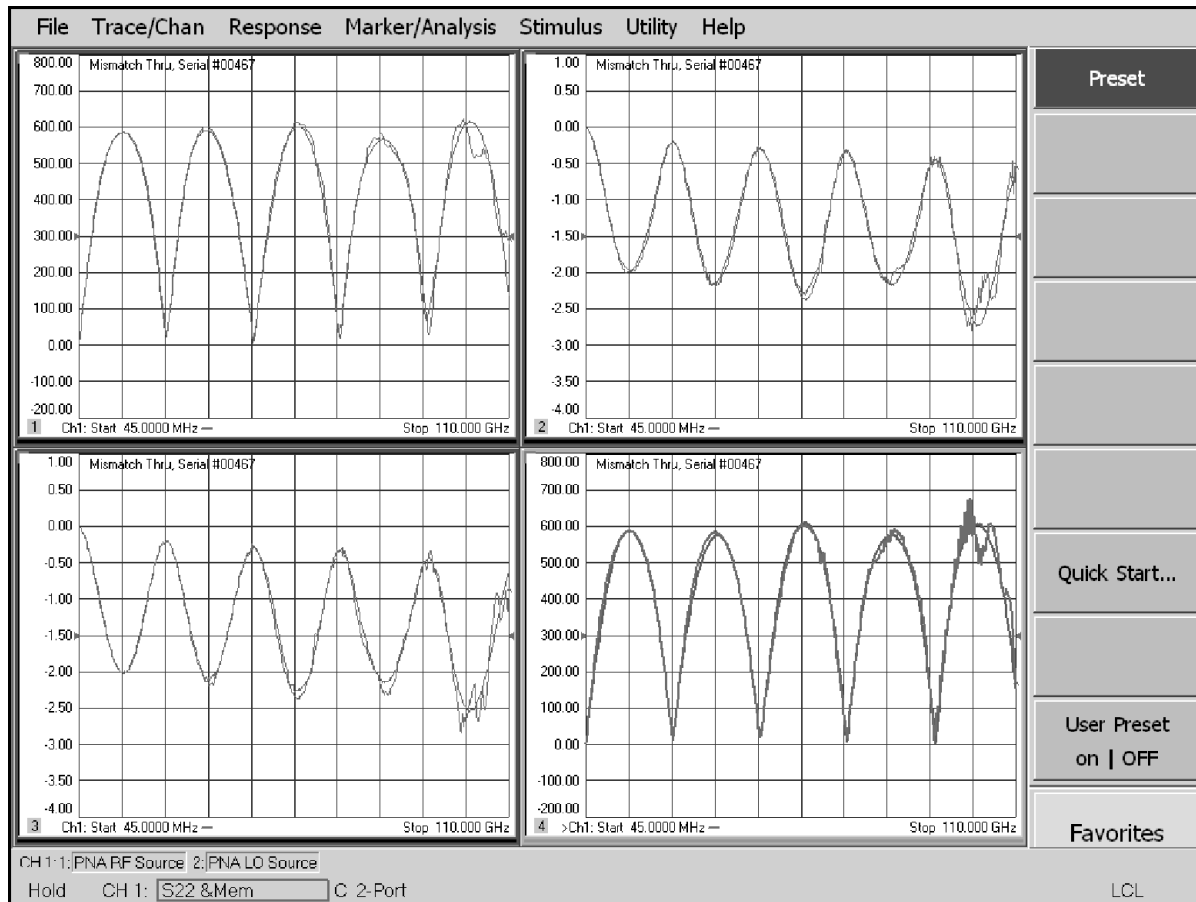 File Trace/Chan Response Marker/Analysis Stimulus Utility Help
800.00 Mismatch Thru, Serial #00467
700.00
600.00
500.00
400.00
300.00
200.00
100.00
0.00
-100.00
-200.00
1 Ch1: Start 45.0000 MHz — Stop 110.000 GHz
1.00 Mismatch Thru, Serial #00467
0.50
0.00
-0.50
-1.00
-1.50
-2.00
-2.50
-3.00
-3.50
-4.00
2 Ch1: Start 45.0000 MHz — Stop 110.000 GHz
1.00 Mismatch Thru, Serial #00467
0.50
0.00
-0.50
-1.00
-1.50
-2.00
-2.50
-3.00
-3.50
-4.00
3 Ch1: Start 45.0000 MHz — Stop 110.000 GHz
800.00 Mismatch Thru, Serial #00467
700.00
600.00
500.00
400.00
300.00
200.00
100.00
0.00
-100.00
-200.00
4 >Ch1: Start 45.0000 MHz — Stop 110.000 GHz
Preset
Quick Start...
User Preset
on | OFF
Favorites
CH 1: 1: PNA RF Source 2: PNA LO Source
Hold CH 1: S22 &Mem C 2-Port LCL